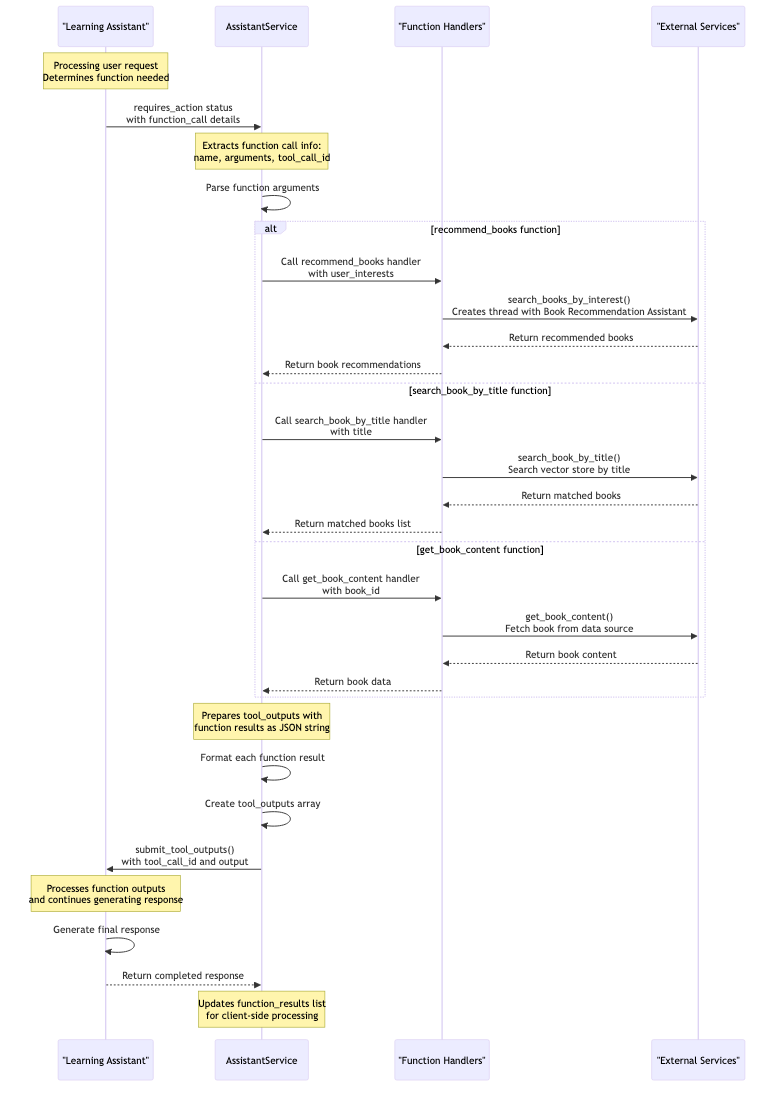 "Learning Assistant"
AssistantService
"Function Handlers"
"External Services"
Processing user request
Determines function needed
requires_action status
with function_call details
Extracts function call info:
name, arguments, tool_call_id
Parse function arguments
alt
[recommend_books function]
Call recommend_books handler
with user_interests
search_books_by_interest()
Creates thread with Book Recommendation Assistant
Return recommended books
Return book recommendations
[search_book_by_title function]
Call search_book_by_title handler
with title
search_book_by_title()
Search vector store by title
Return matched books
Return matched books list
[get_book_content function]
Call get_book_content handler
with book_id
get_book_content()
Fetch book from data source
Return book content
Return book data
Prepares tool_outputs with
function results as JSON string
Format each function result
Create tool_outputs array
submit_tool_outputs()
with tool_call_id and output
Processes function outputs
and continues generating response
Generate final response
Return completed response
Updates function_results list
for client-side processing
"Learning Assistant"
AssistantService
"Function Handlers"
"External Services"